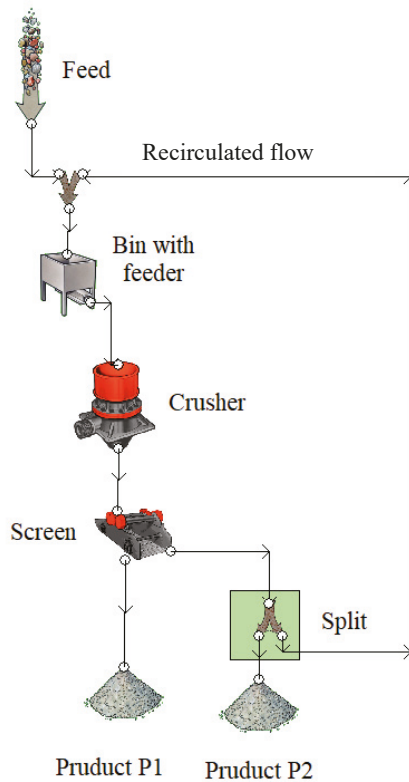 Feed
Recirculated flow
Bin with
feeder
Crusher
Screen
Split
Pruduct P1
Pruduct P2